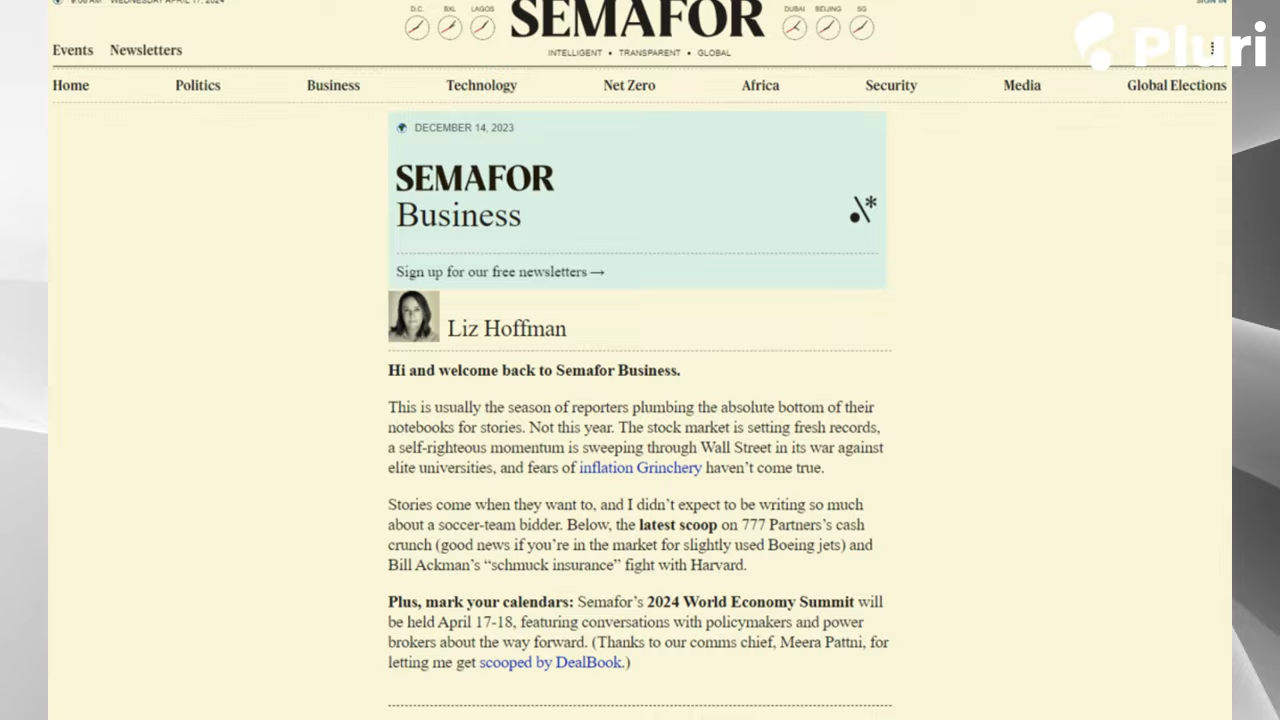 9:00 AM WEDNESDAY APRIL 17, 2024
SIGN IN
D.C. BXL LAGOS
SEMAFOR
DUBAI BEIJING SG
INTELLIGENT • TRANSPARENT • GLOBAL
Events Newsletters
Pluri
Home Politics Business Technology Net Zero Africa Security Media Global Elections
DECEMBER 14, 2023
SEMAFOR
Business
Sign up for our free newsletters →
Liz Hoffman
Hi and welcome back to Semafor Business.
This is usually the season of reporters plumbing the absolute bottom of their
notebooks for stories. Not this year. The stock market is setting fresh records,
a self-righteous momentum is sweeping through Wall Street in its war against
elite universities, and fears of inflation Grinchery haven’t come true.
Stories come when they want to, and I didn’t expect to be writing so much
about a soccer-team bidder. Below, the latest scoop on 777 Partners’s cash
crunch (good news if you’re in the market for slightly used Boeing jets) and
Bill Ackman’s “schmuck insurance” fight with Harvard.
Plus, mark your calendars: Semafor’s 2024 World Economy Summit will
be held April 17-18, featuring conversations with policymakers and power
brokers about the way forward. (Thanks to our comms chief, Meera Pattni, for
letting me get scooped by DealBook.)